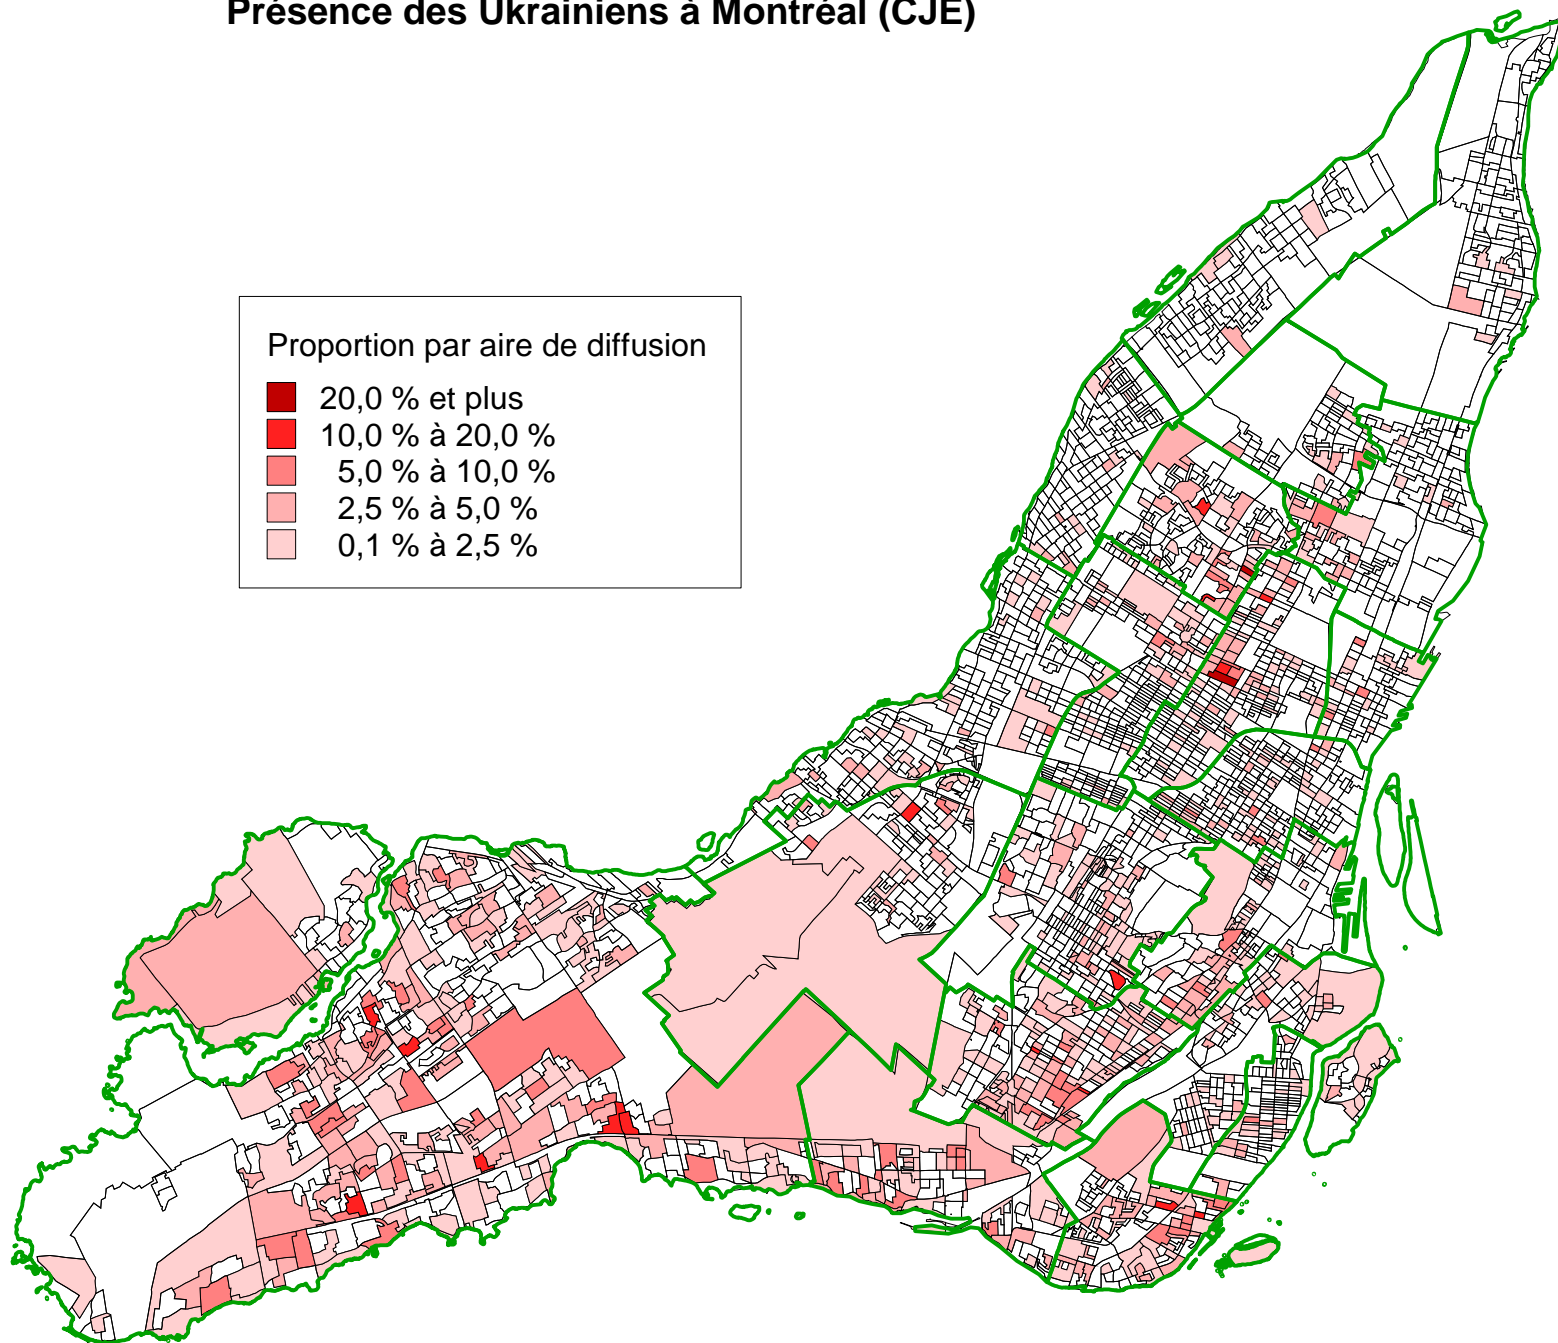 Présence des Ukrainiens à Montréal (CJE)
Proportion par aire de diffusion
20,0 % et plus
10,0 % à 20,0 %
5,0 % à 10,0 %
2,5 % à 5,0 %
0,1 % à 2,5 %